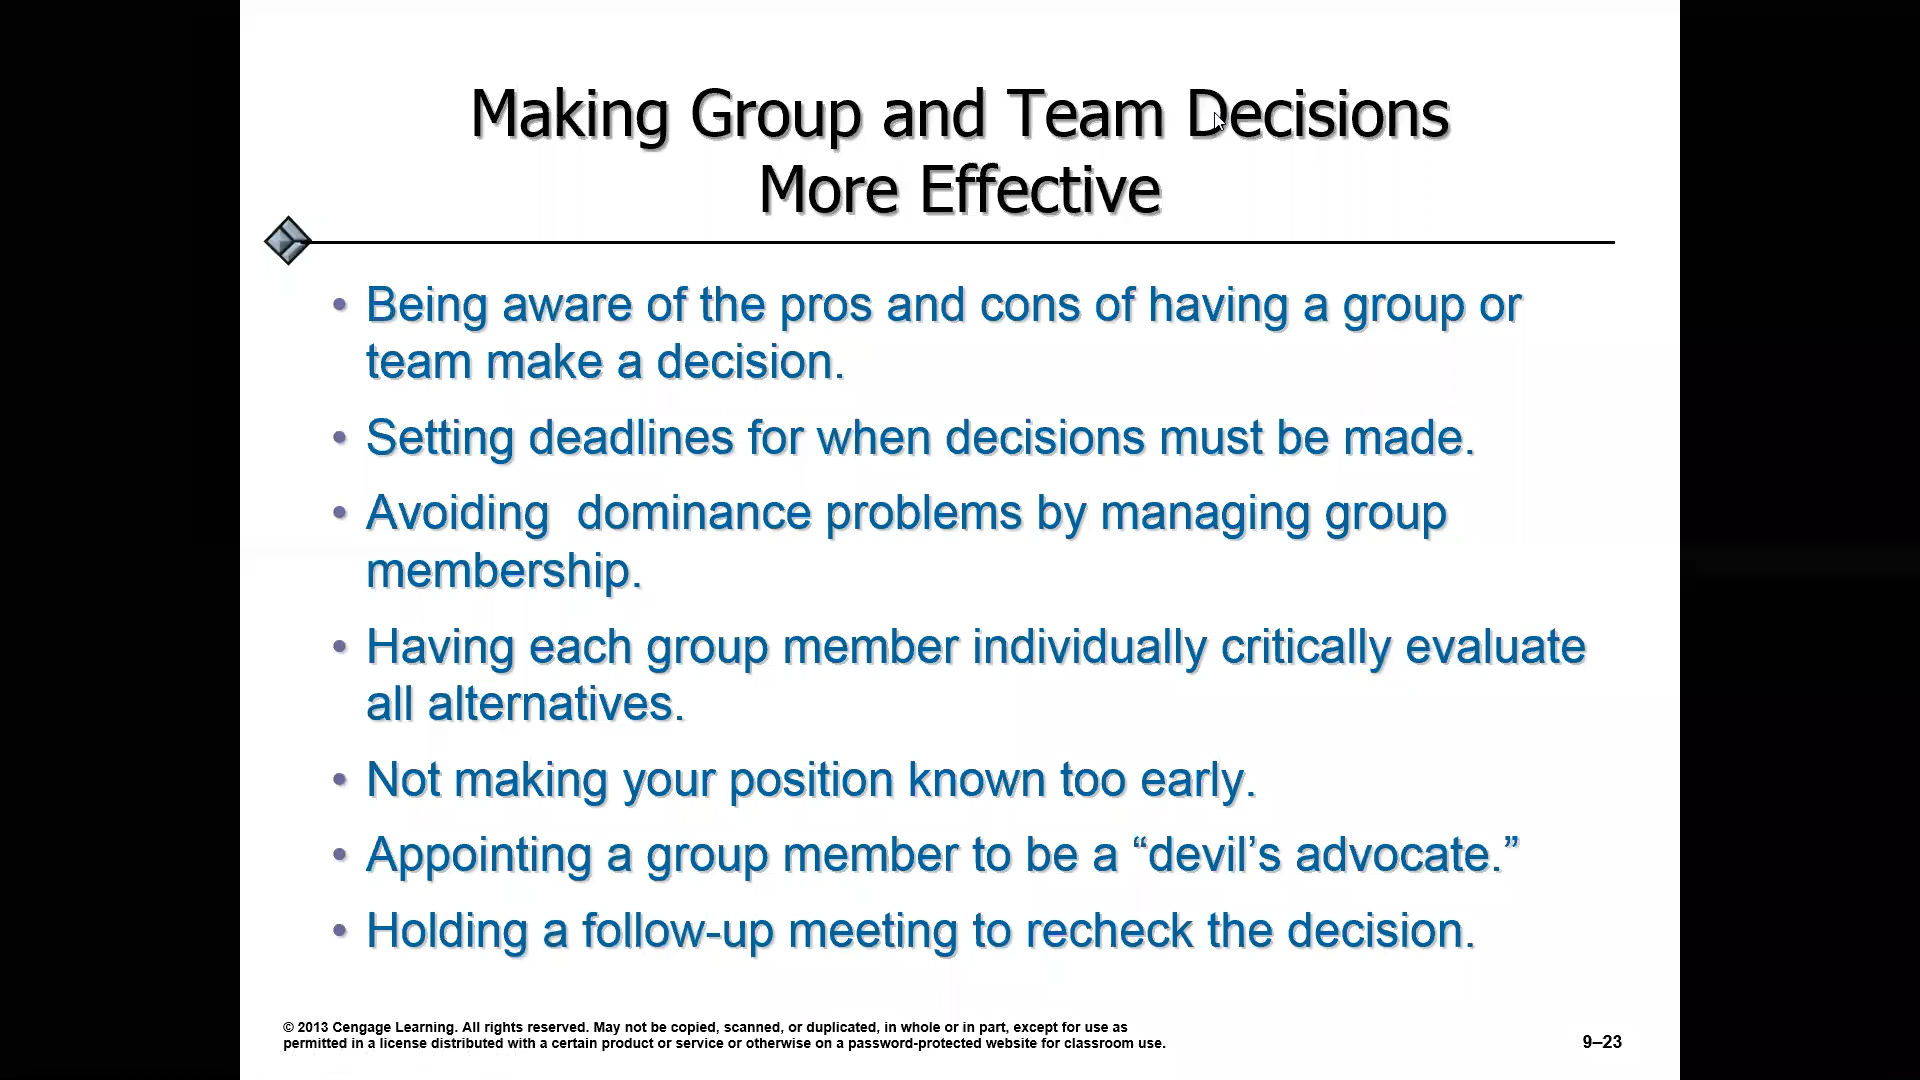 Making Group and Team Decisions
More Effective
• Being aware of the pros and cons of having a group or
team make a decision.
• Setting deadlines for when decisions must be made.
• Avoiding  dominance problems by managing group
membership.
• Having each group member individually critically evaluate
all alternatives.
• Not making your position known too early.
• Appointing a group member to be a “devil’s advocate.”
• Holding a follow-up meeting to recheck the decision.
© 2013 Cengage Learning. All rights reserved. May not be copied, scanned, or duplicated, in whole or in part, except for use as
permitted in a license distributed with a certain product or service or otherwise on a password-protected website for classroom use.
9–23